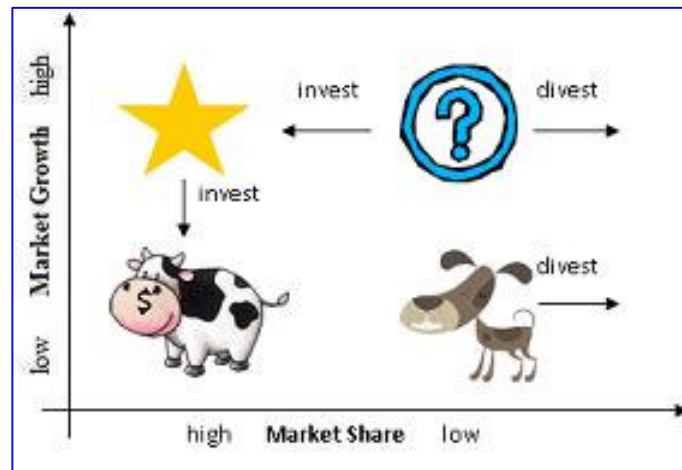 high
invest
divest
?
Market Growth
invest
$
divest
low
high Market Share low